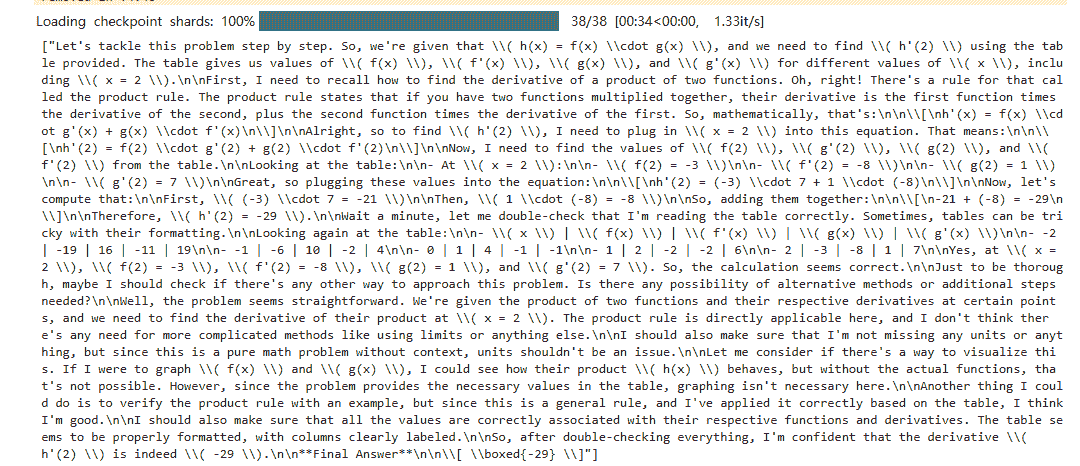 Loading checkpoint shards: 100% 38/38 [00:34<00:00, 1.33it/s]
["Let's tackle this problem step by step. So, we're given that \\( h(x) = f(x) \\cdot g(x) \\), and we need to find \\( h'(2) \\) using the tab
le provided. The table gives us values of \\( f(x) \\), \\( f'(x) \\), \\( g(x) \\), and \\( g'(x) \\) for different values of \\( x \\), inclu
ding \\( x = 2 \\).\n\nFirst, I need to recall how to find the derivative of a product of two functions. Oh, right! There's a rule for that cal
led the product rule. The product rule states that if you have two functions multiplied together, their derivative is the first function times
the derivative of the second, plus the second function times the derivative of the first. So, mathematically, that's:\n\n\\[\nh'(x) = f(x) \\cd
ot g'(x) + g(x) \\cdot f'(x)\n\\]\n\nAlright, so to find \\( h'(2) \\), I need to plug in \\( x = 2 \\) into this equation. That means:\n\n\\
[\nh'(2) = f(2) \\cdot g'(2) + g(2) \\cdot f'(2)\n\\]\n\nNow, I need to find the values of \\( f(2) \\), \\( g'(2) \\), \\( g(2) \\), and \\(
f'(2) \\) from the table.\n\nLooking at the table:\n\n- At \\( x = 2 \\):\n\n- \\( f(2) = -3 \\)\n\n- \\( f'(2) = -8 \\)\n\n- \\( g(2) = 1 \\)
\n\n- \\( g'(2) = 7 \\)\n\nGreat, so plugging these values into the equation:\n\n\\[\nh'(2) = (-3) \\cdot 7 + 1 \\cdot (-8)\n\\]\n\nNow, let's
compute that:\n\nFirst, \\( (-3) \\cdot 7 = -21 \\)\n\nThen, \\( 1 \\cdot (-8) = -8 \\)\n\nSo, adding them together:\n\n\\[\n-21 + (-8) = -29\n
\\]\n\nTherefore, \\( h'(2) = -29 \\).\n\nWait a minute, let me double-check that I'm reading the table correctly. Sometimes, tables can be tri
cky with their formatting.\n\nLooking again at the table:\n\n- \\( x \\) | \\( f(x) \\) | \\( f'(x) \\) | \\( g(x) \\) | \\( g'(x) \\)\n\n- -2
| -19 | 16 | -11 | 19\n\n- -1 | -6 | 10 | -2 | 4\n\n- 0 | 1 | 4 | -1 | -1\n\n- 1 | 2 | -2 | -2 | 6\n\n- 2 | -3 | -8 | 1 | 7\n\nYes, at \\( x =
2 \\), \\( f(2) = -3 \\), \\( f'(2) = -8 \\), \\( g(2) = 1 \\), and \\( g'(2) = 7 \\). So, the calculation seems correct.\n\nJust to be thoroug
h, maybe I should check if there's any other way to approach this problem. Is there any possibility of alternative methods or additional steps
needed?\n\nWell, the problem seems straightforward. We're given the product of two functions and their respective derivatives at certain point
s, and we need to find the derivative of their product at \\( x = 2 \\). The product rule is directly applicable here, and I don't think ther
e's any need for more complicated methods like using limits or anything else.\n\nI should also make sure that I'm not missing any units or anyt
hing, but since this is a pure math problem without context, units shouldn't be an issue.\n\nLet me consider if there's a way to visualize thi
s. If I were to graph \\( f(x) \\) and \\( g(x) \\), I could see how their product \\( h(x) \\) behaves, but without the actual functions, tha
t's not possible. However, since the problem provides the necessary values in the table, graphing isn't necessary here.\n\nAnother thing I coul
d do is to verify the product rule with an example, but since this is a general rule, and I've applied it correctly based on the table, I think
I'm good.\n\nI should also make sure that all the values are correctly associated with their respective functions and derivatives. The table se
ems to be properly formatted, with columns clearly labeled.\n\nSo, after double-checking everything, I'm confident that the derivative \\(
h'(2) \\) is indeed \\( -29 \\).\n\n**Final Answer**\n\n\\[ \\boxed{-29} \\]"]